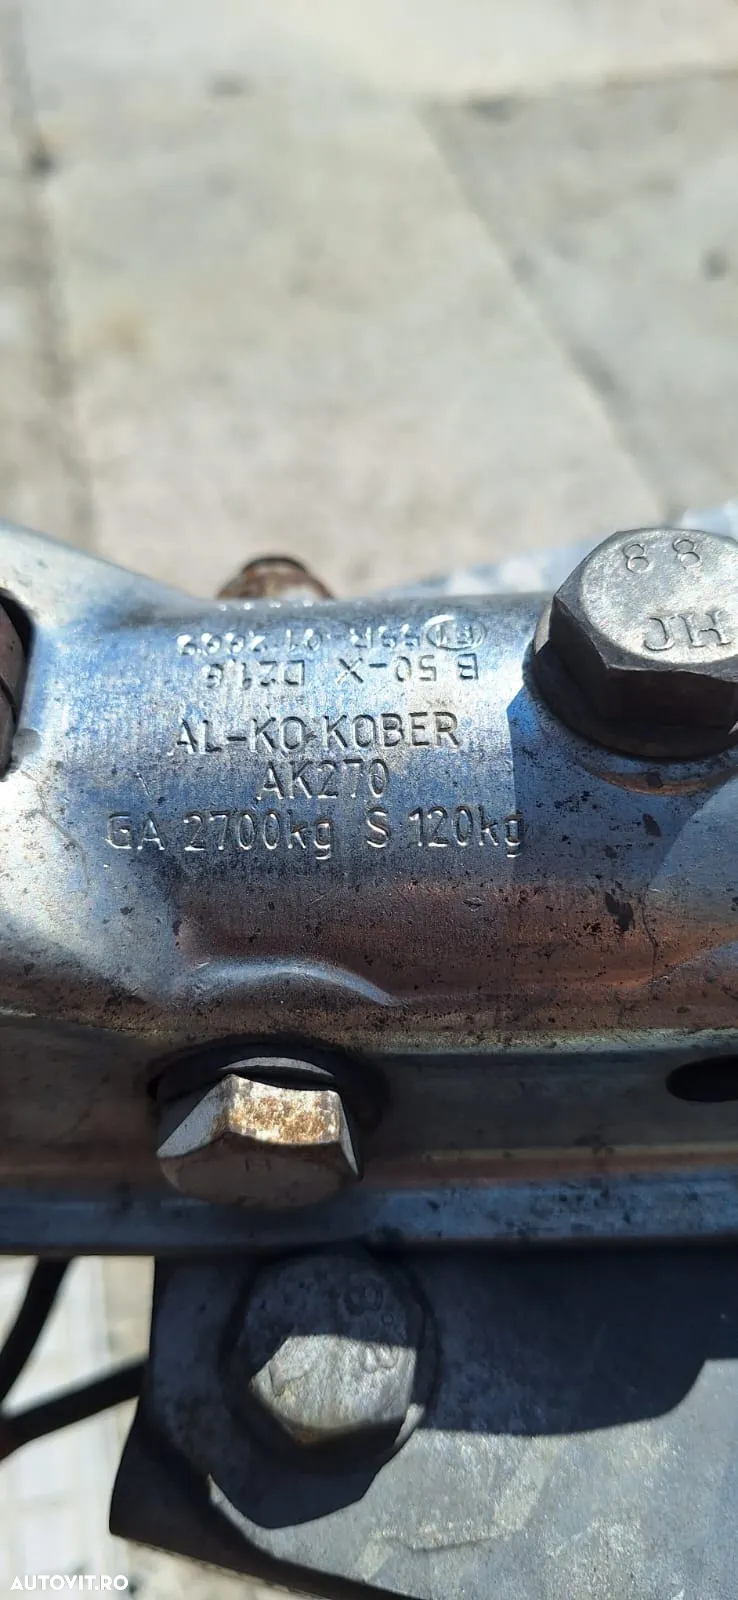 B 50-X D21,6
AL-KO KOBER
AK270
GA 2700kg S 120kg
8 8
JH
AUTOVIT.RO